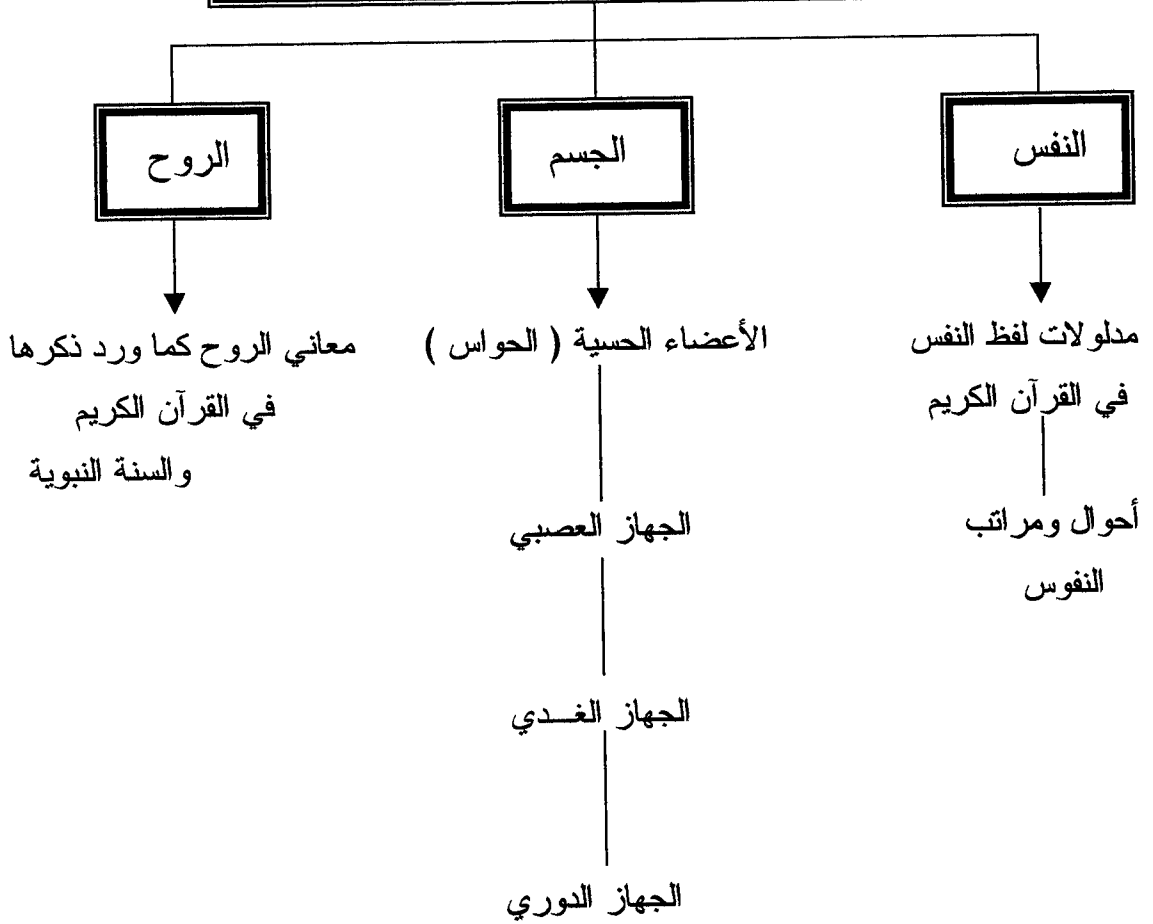 النفس
الجسم
الروح
مدلولات لفظ النفس
في القرآن الكريم
أحوال ومراتب
النفوس
الأعضاء الحسية ( الحواس )
الجهاز العصبي
الجهاز الغـــدي
الجهاز الدوري
معاني الروح كما ورد ذكرها
في القرآن الكريم
والسنة النبوية